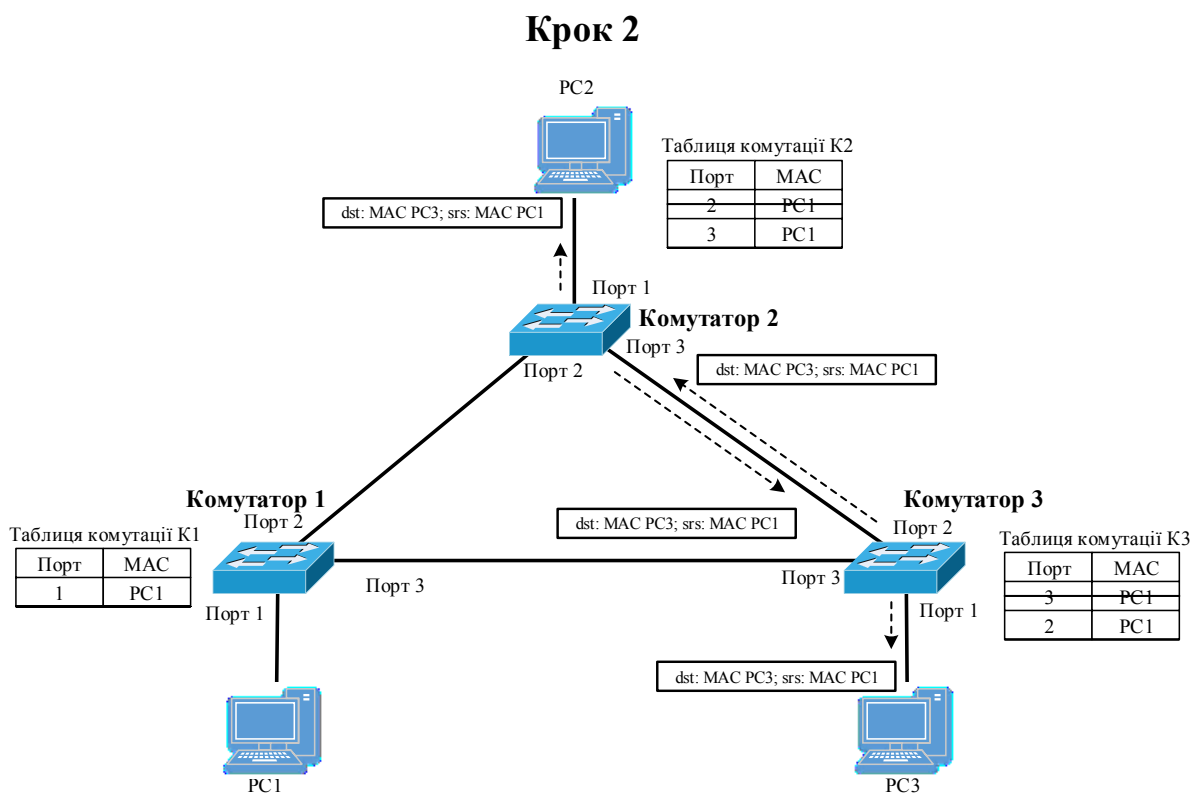 Крок 2
PC2
Таблиця комутації К2
Порт MAC
2 PC1
3 PC1
dst: MAC PC3; srs: MAC PC1
Порт 1
Комутатор 2
Порт 3
Порт 2
dst: MAC PC3; srs: MAC PC1
Комутатор 1
Порт 2
Таблиця комутації К1
Порт MAC
1 PC1
Порт 1
Порт 3
dst: MAC PC3; srs: MAC PC1
Комутатор 3
Порт 2
Порт 3
Порт 1
Таблиця комутації К3
Порт MAC
3 PC1
2 PC1
dst: MAC PC3; srs: MAC PC1
PC1
PC3